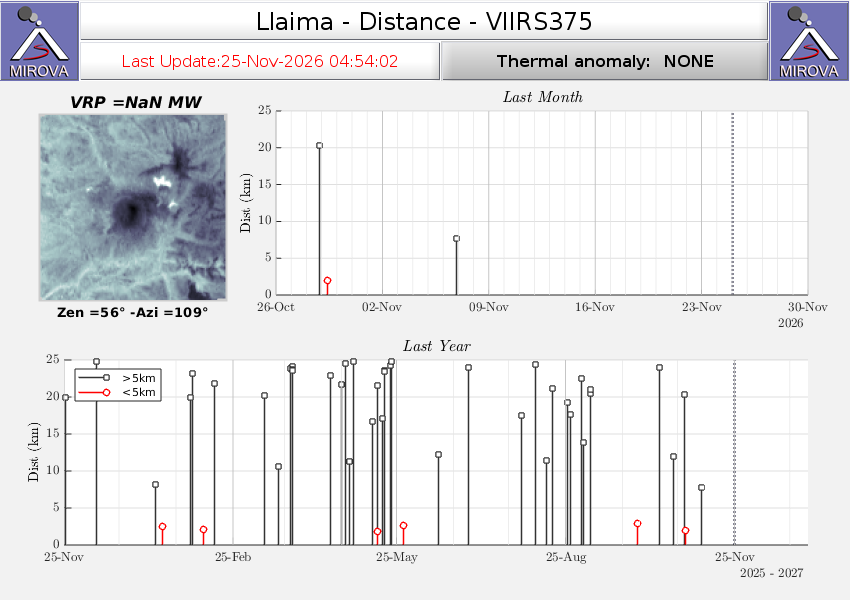 Llaima - Distance - VIIRS375
MIROVA
Last Update:25-Nov-2026 04:54:02
Thermal anomaly: NONE
MIROVA
VRP =NaN MW
Zen =56° -Azi =109°
Last Month
Dist (km)
25
20
15
10
5
0
26-Oct
02-Nov
09-Nov
16-Nov
23-Nov
30-Nov
2026
Last Year
Dist (km)
25
20
15
10
5
0
>5km
<5km
25-Nov
25-Feb
25-May
25-Aug
25-Nov
2025 - 2027